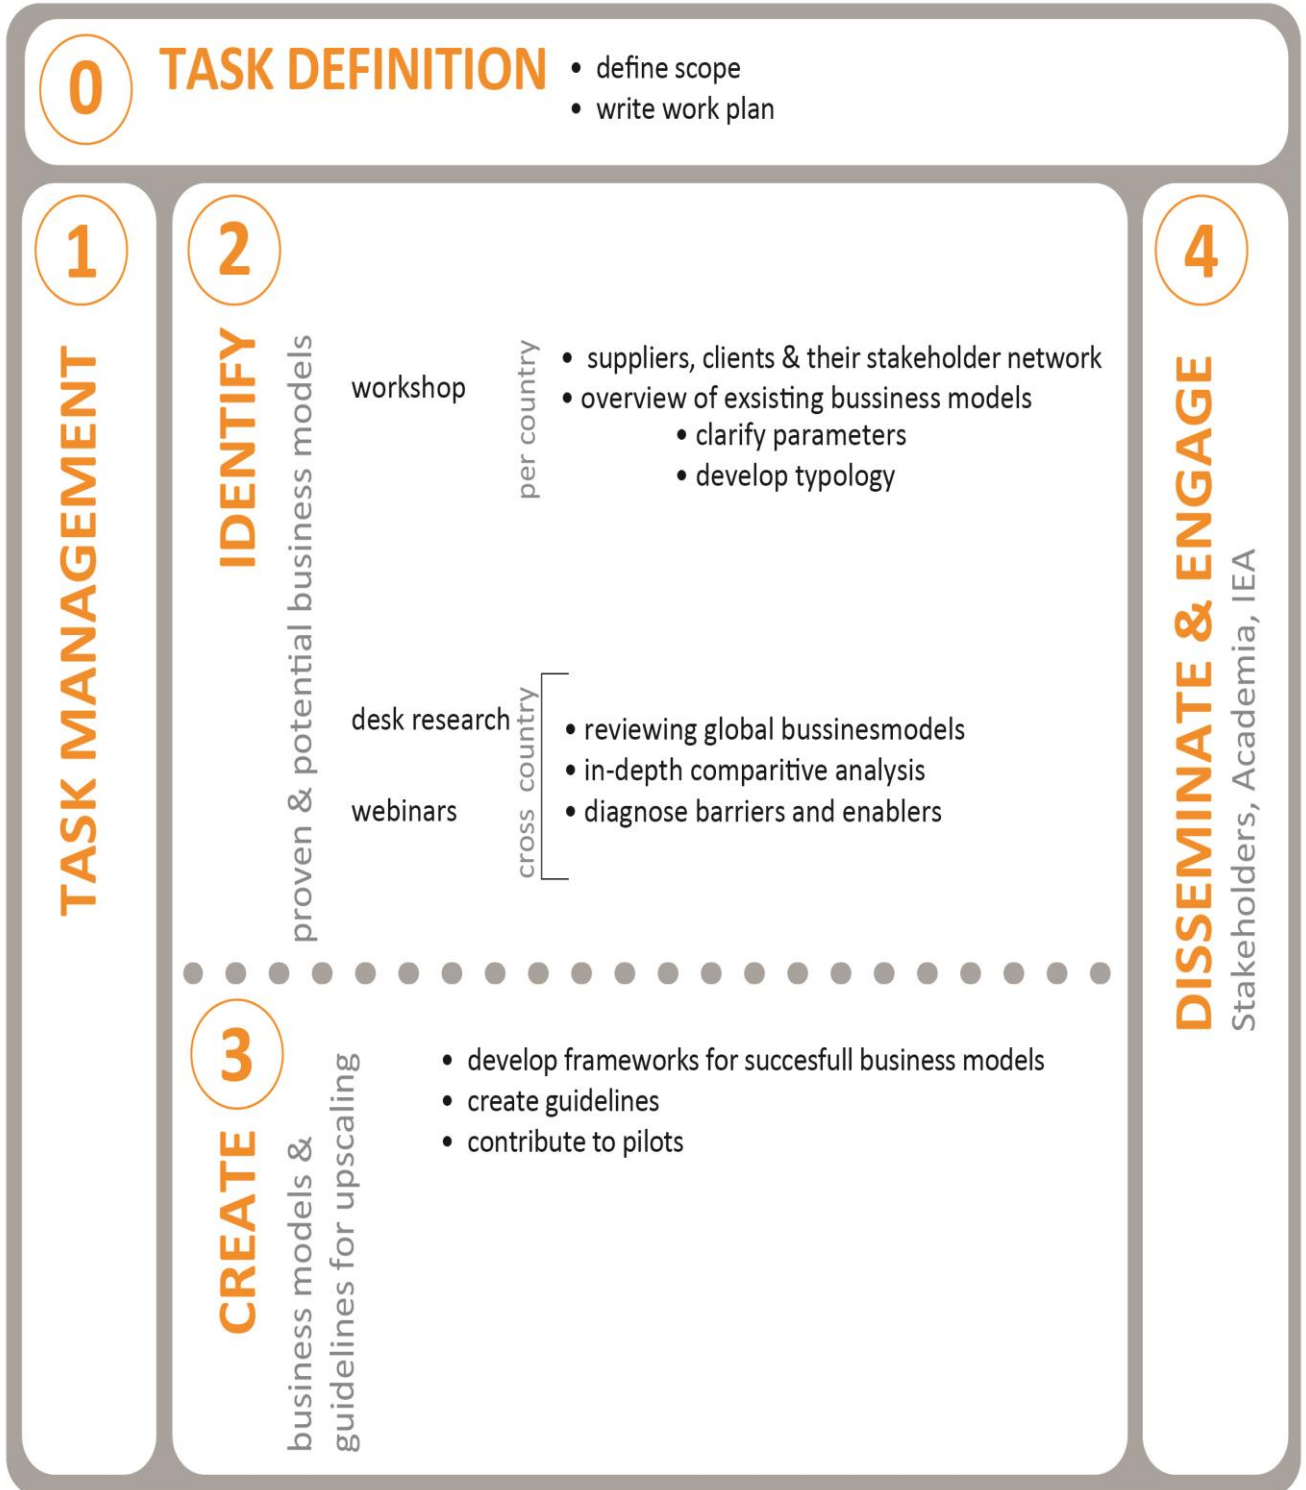 0
TASK DEFINITION
• define scope
• write work plan
1
TASK MANAGEMENT
2
IDENTIFY
proven & potential business models
workshop
per country
• suppliers, clients & their stakeholder network
• overview of exsisting bussiness models
• clarify parameters
• develop typology
desk research
webinars
cross country
• reviewing global bussinesmodels
• in-depth comparitive analysis
• diagnose barriers and enablers
3
CREATE
business models &
guidelines for upscaling
• develop frameworks for succesfull business models
• create guidelines
• contribute to pilots
4
DISSEMINATE & ENGAGE
Stakeholders, Academia, IEA